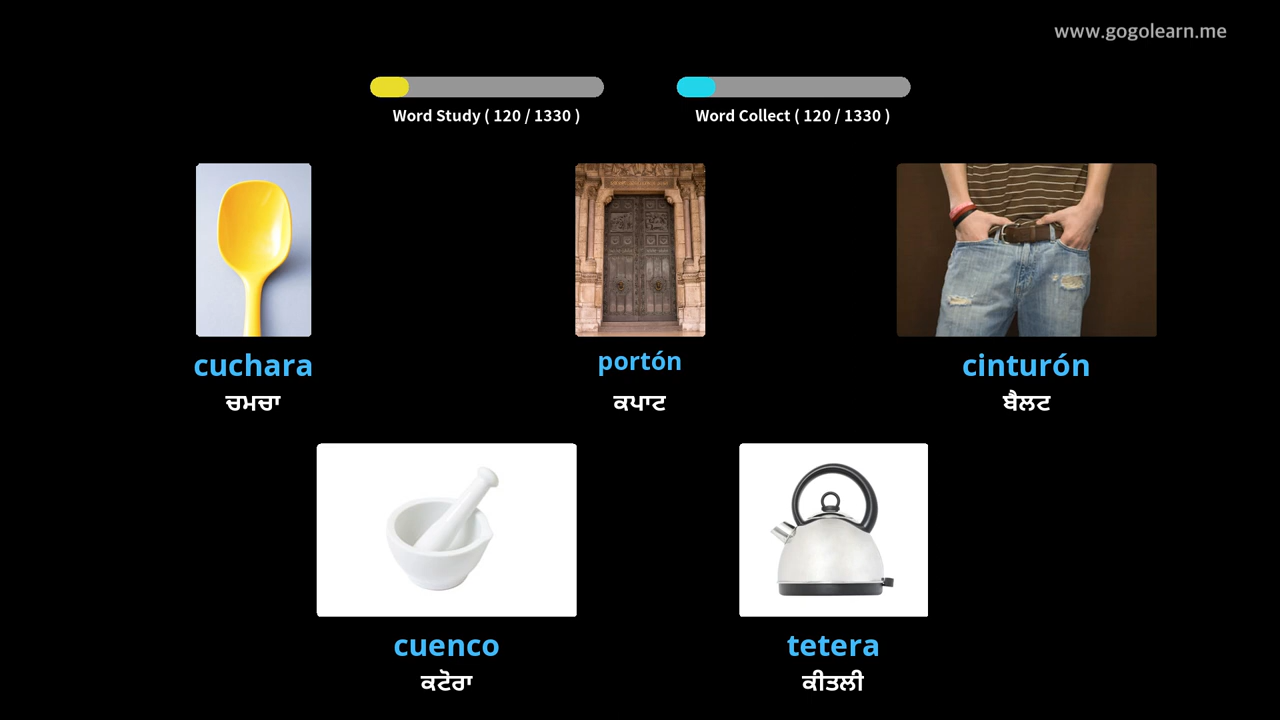 www.gogolearn.me
Word Study ( 120 / 1330 )
Word Collect ( 120 / 1330 )
cuchara
ਚਮਚਾ
portón
ਕਪਾਟ
cinturón
ਬੈਲਟ
cuenco
ਕਟੋਰਾ
tetera
ਕੀਤਲੀ